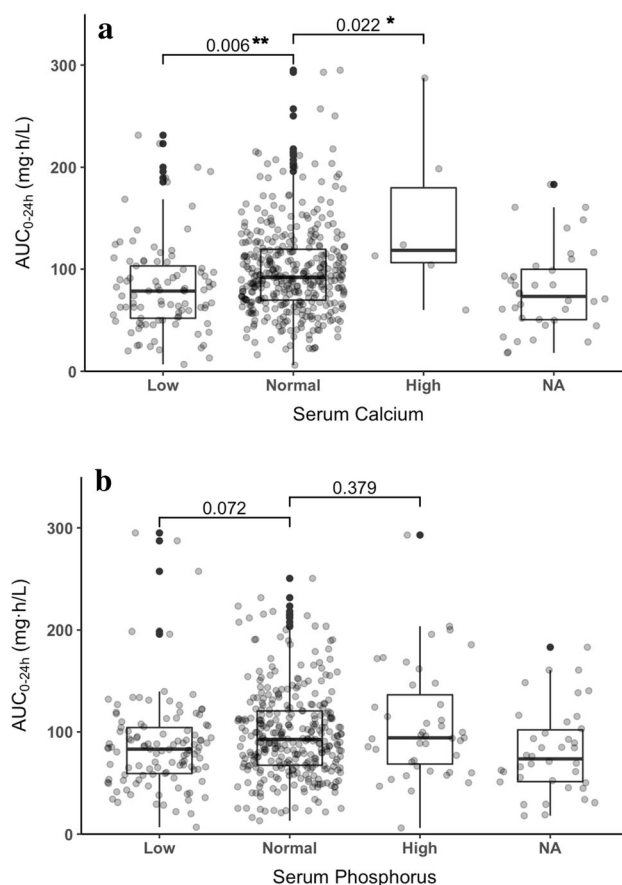 a
0.006**
0.022*
300
200
100
0
AUC0-24h (mg·h/L)
Low Normal High NA
Serum Calcium
b
0.072
0.379
300
200
100
0
AUC0-24h (mg·h/L)
Low Normal High NA
Serum Phosphorus